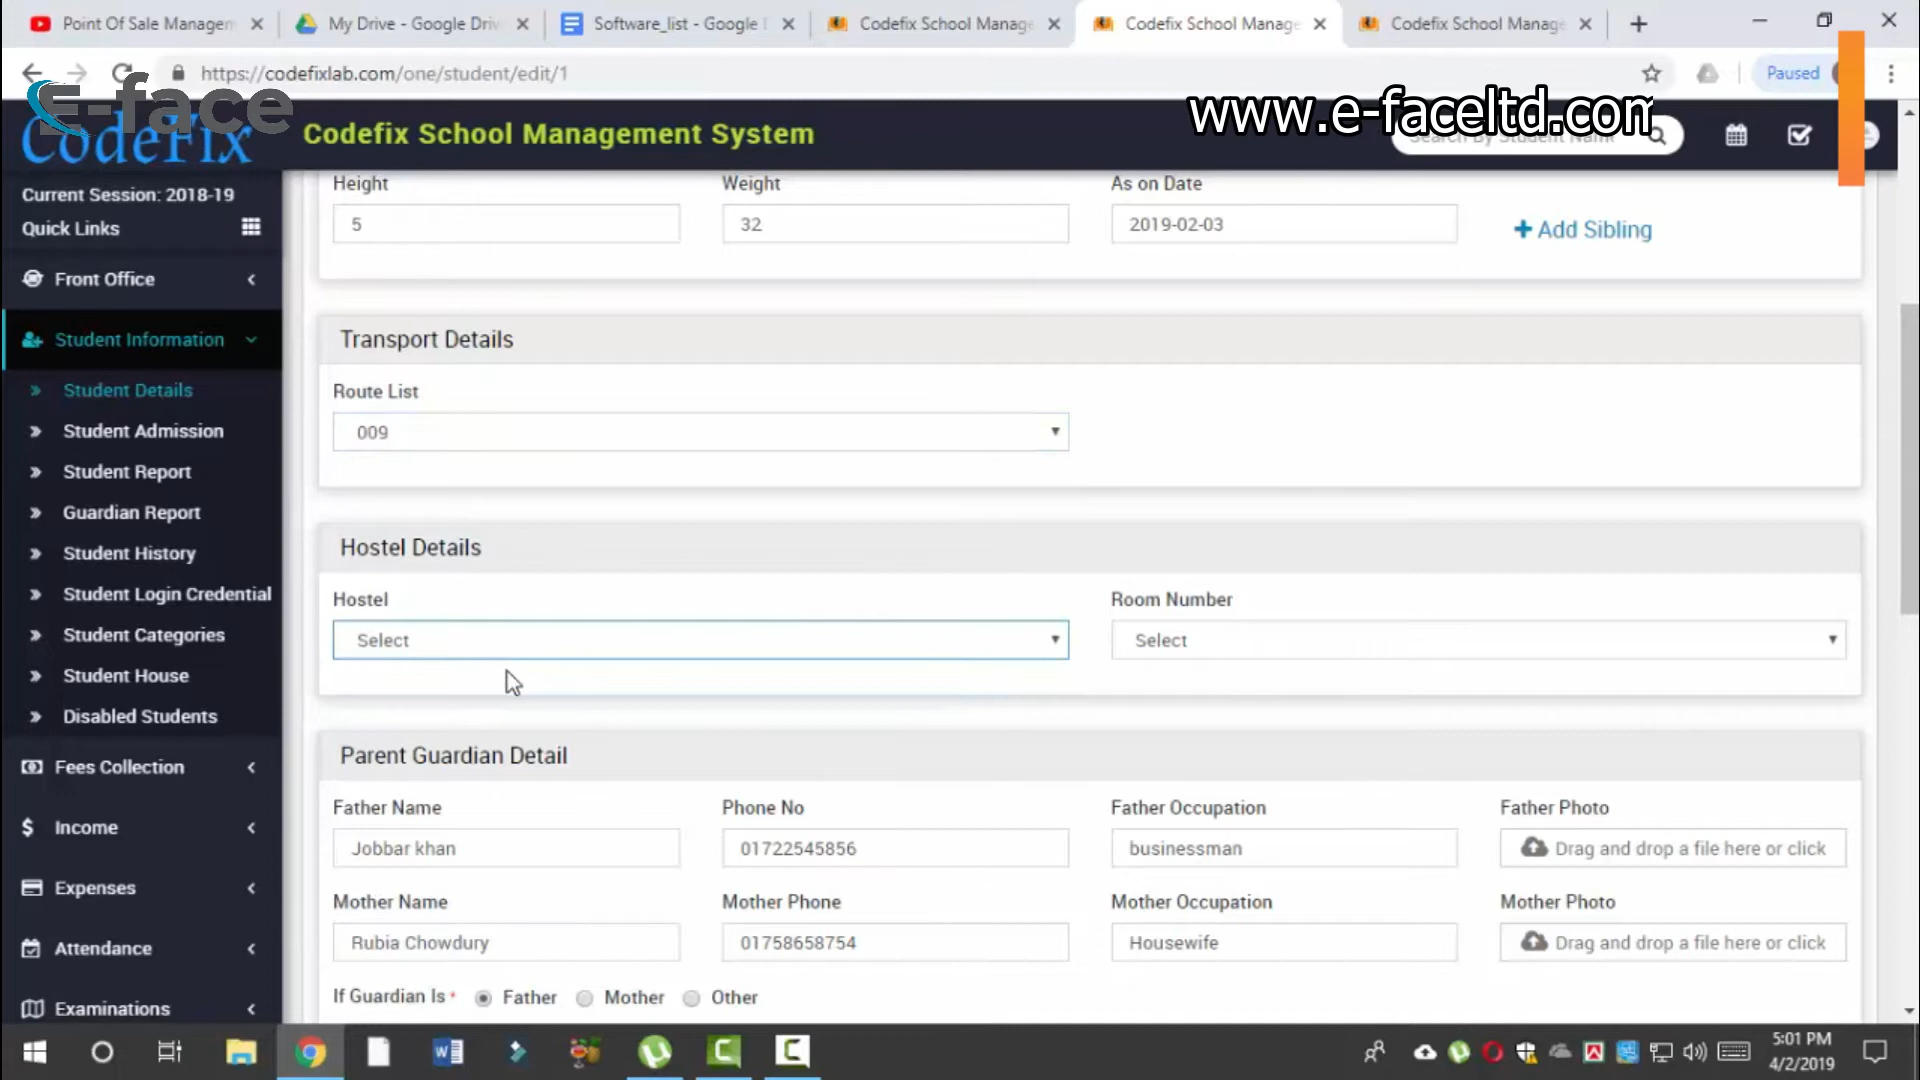 Point Of Sale Managem
My Drive - Google Driv
Software_list - Google
Codefix School Manage
Codefix School Manage
Codefix School Manage
https://codefixlab.com/one/student/edit/1
Paused
E-face
www.e-faceltd.com
CodeFix
Codefix School Management System
Search By Student Name
Current Session: 2018-19
Quick Links
Front Office
Student Information
Student Details
Student Admission
Student Report
Guardian Report
Student History
Student Login Credential
Student Categories
Student House
Disabled Students
Fees Collection
Income
Expenses
Attendance
Examinations
Height
Weight
As on Date
5
32
2019-02-03
Add Sibling
Transport Details
Route List
009
Hostel Details
Hostel
Room Number
Select
Select
Parent Guardian Detail
Father Name
Phone No
Father Occupation
Father Photo
Jobbar khan
01722545856
businessman
Drag and drop a file here or click
Mother Name
Mother Phone
Mother Occupation
Mother Photo
Rubia Chowdury
01758658754
Housewife
Drag and drop a file here or click
If Guardian Is *
Father
Mother
Other
5:01 PM
4/2/2019